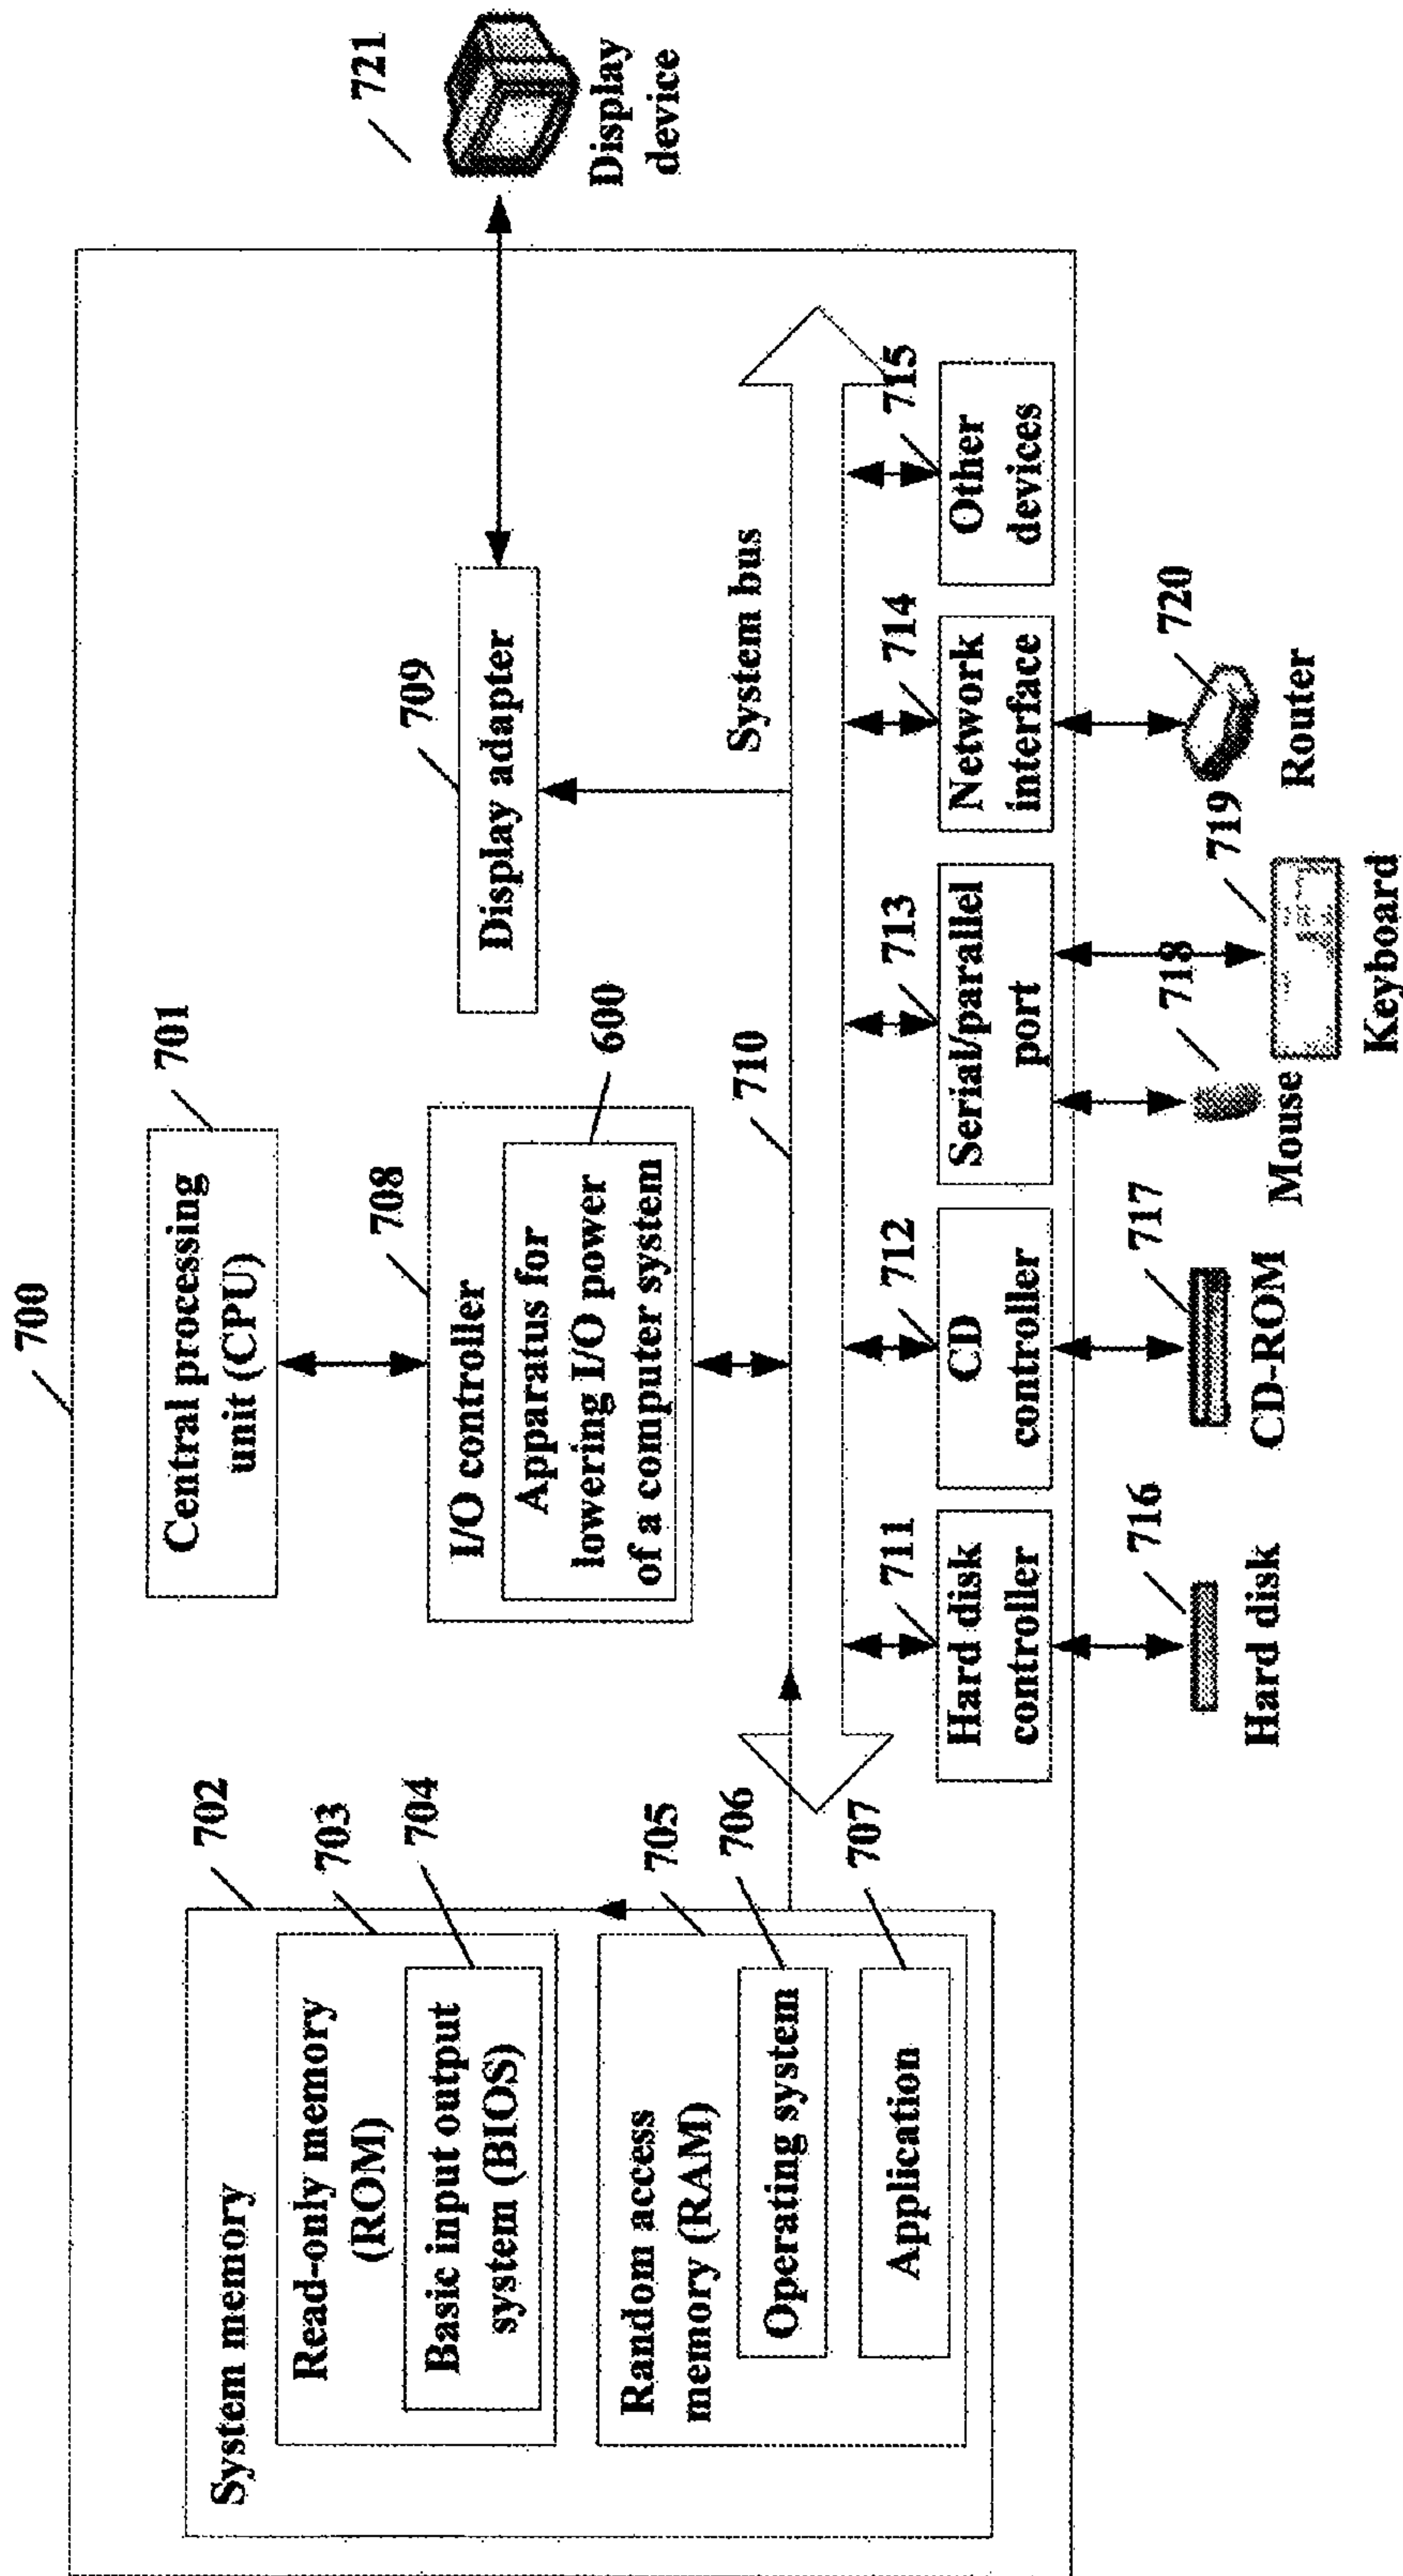 700
701
Central processing
unit (CPU)
702
System memory
703
Read-only memory
(ROM)
704
Basic input output
system (BIOS)
705
Random access
memory (RAM)
706
Operating system
707
Application
708
I/O controller
600
Apparatus for
lowering I/O power
of a computer system
709
Display adapter
721
Display
device
710
System bus
711
Hard disk
controller
712
CD
controller
713
Serial/parallel
port
714
Network
interface
715
Other
devices
716
Hard disk
717
CD-ROM
718
Mouse
719
Keyboard
720
Router